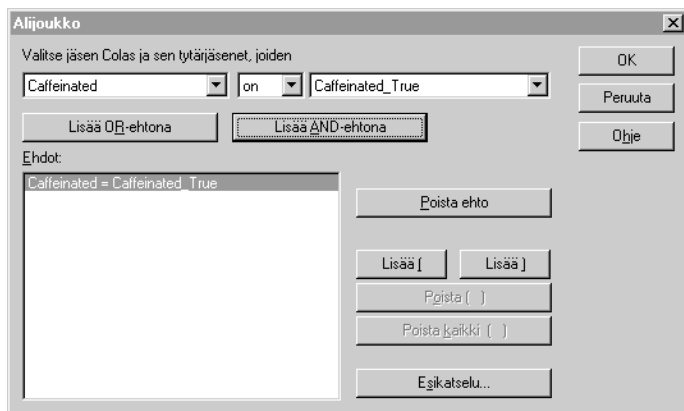 Alijoukko
Valitse jäsen Colas ja sen tytärjäsenet, joiden
Caffeinated on Caffeinated_True
Lisää OR-ehtona Lisää AND-ehtona
Ehdot:
Caffeinated = Caffeinated_True
OK
Peruuta
Ohje
Poista ehto
Lisää ( Lisää )
Poista ( )
Poista kaikki ( )
Esikatselu...